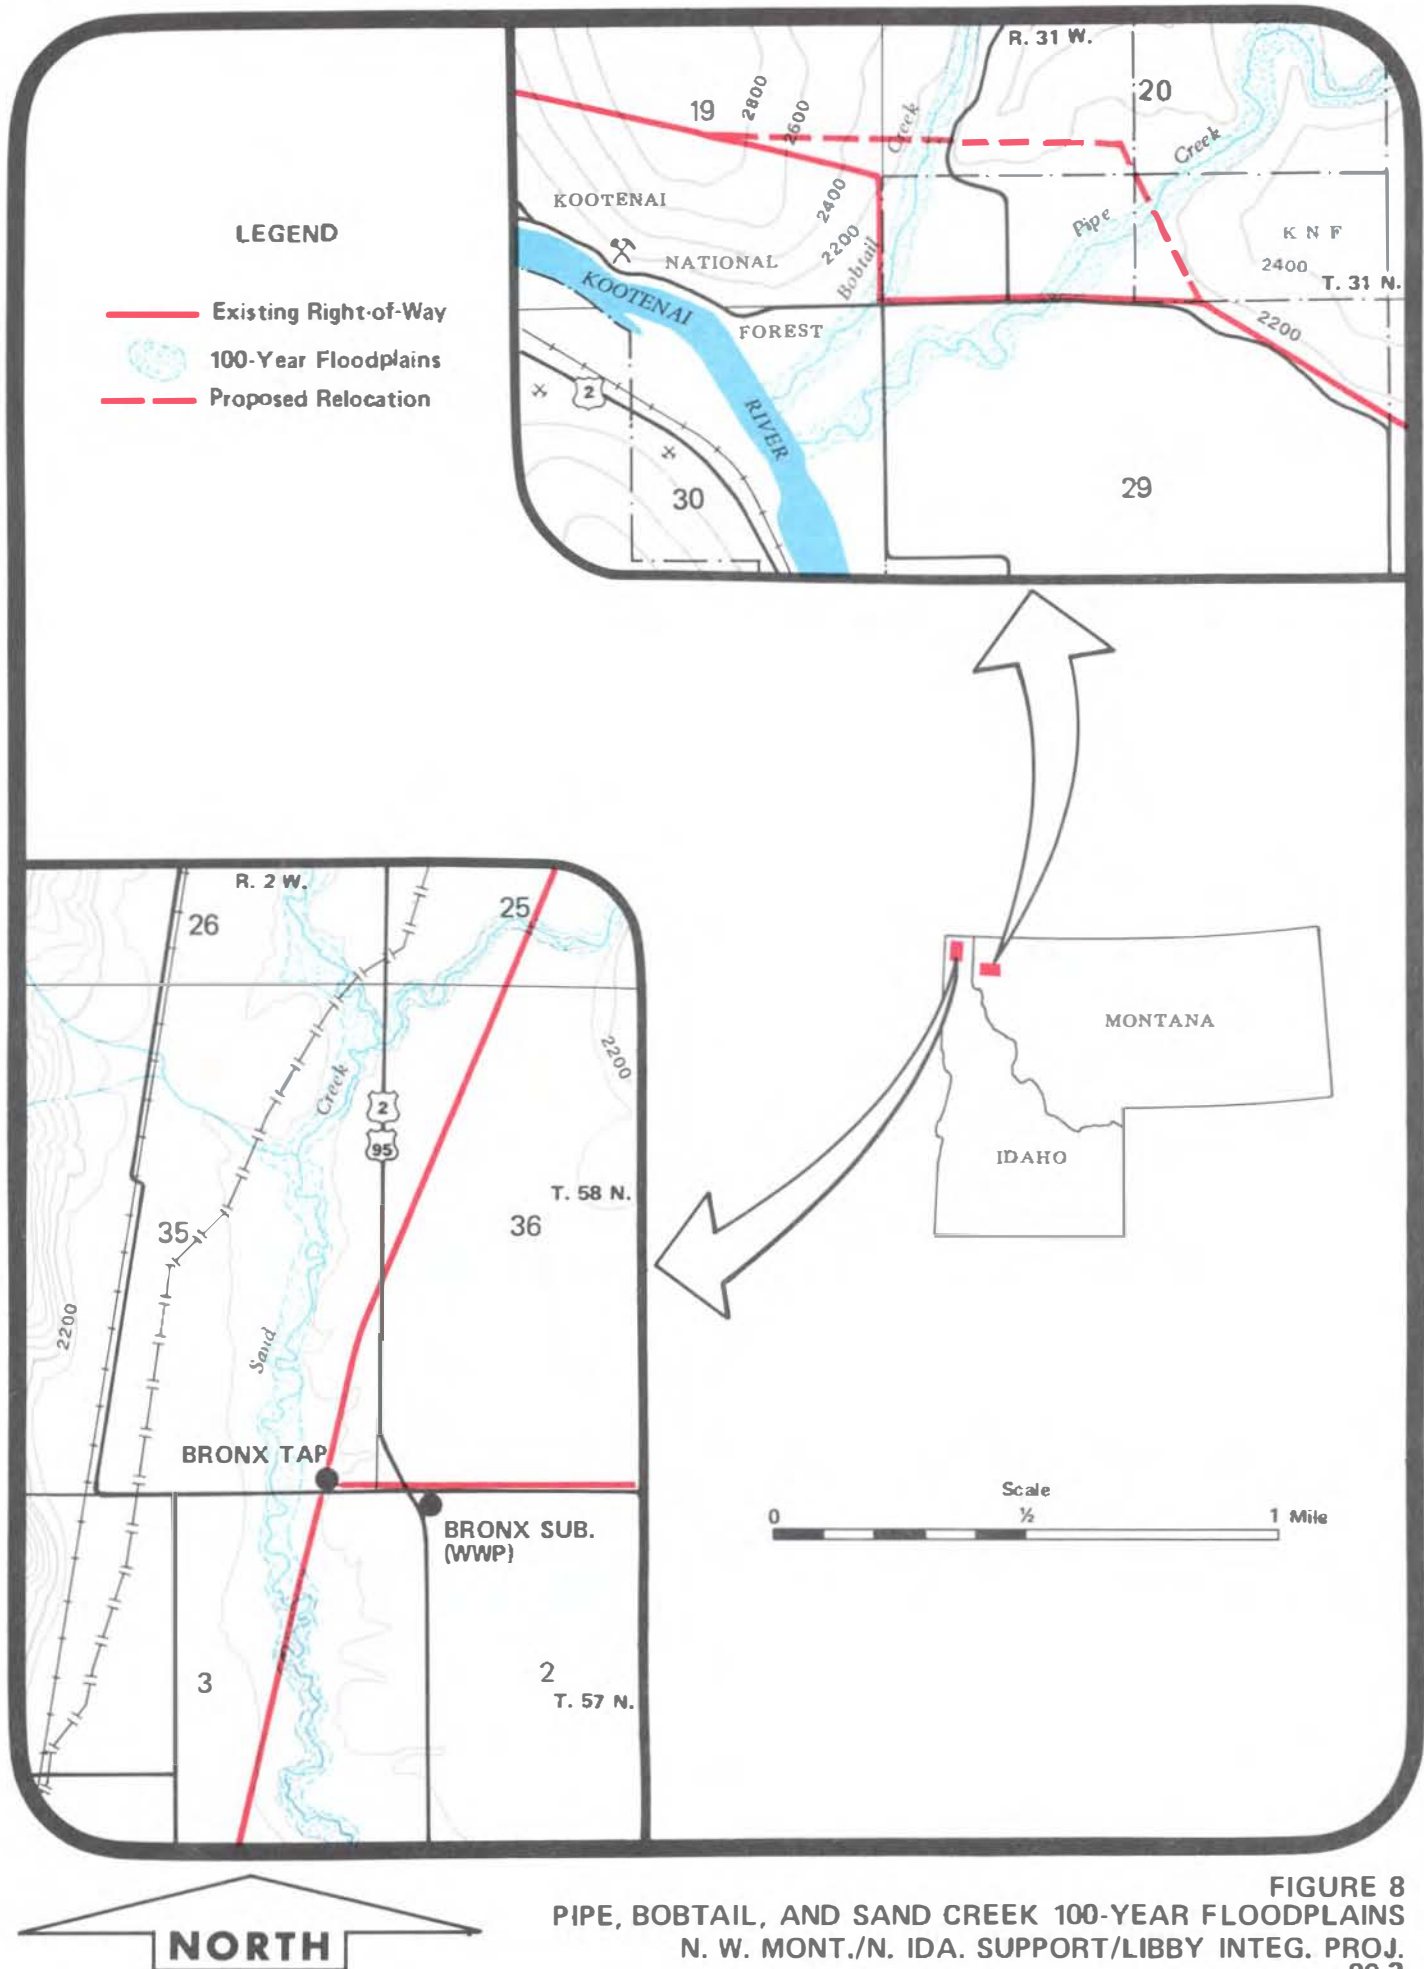 R. 31 W.
19
2800
2600
20
Creek
Creek
KOOTENAI
2400
2200
Bobtail
Pipe
K N F
2400
T. 31 N.
NATIONAL
KOOTENAI
FOREST
2200
RIVER
2
30
29
LEGEND
Existing Right-of-Way
100-Year Floodplains
Proposed Relocation
R. 2 W.
26
25
2200
Creek
2
95
T. 58 N.
36
35
2200
Sand
BRONX TAP
BRONX SUB.
(WWP)
3
2
T. 57 N.
MONTANA
IDAHO
Scale
0 ½ 1 Mile
NORTH
FIGURE 8
PIPE, BOBTAIL, AND SAND CREEK 100-YEAR FLOODPLAINS
N. W. MONT./N. IDA. SUPPORT/LIBBY INTEG. PROJ.